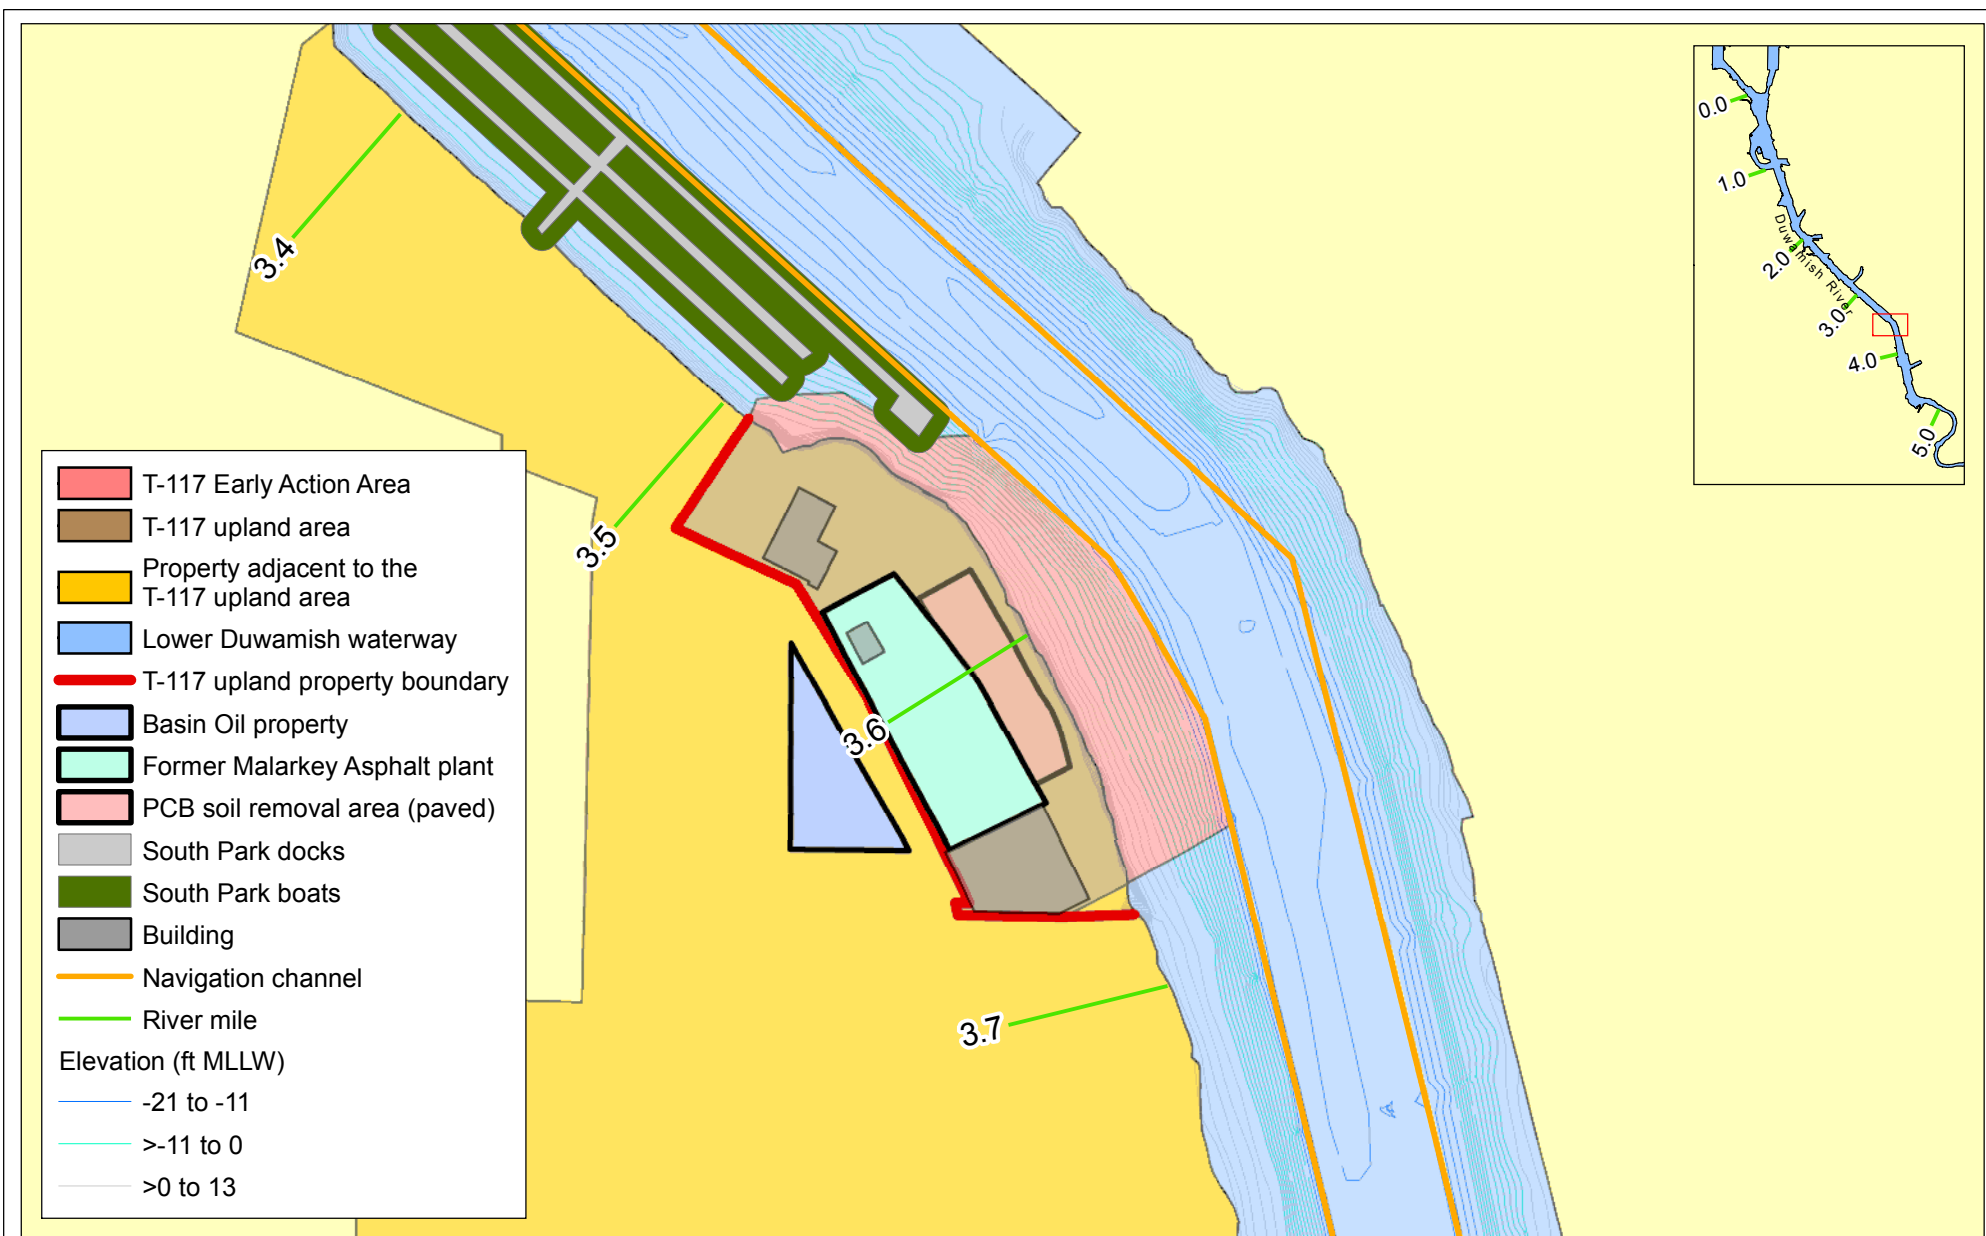 3.4
3.5
3.6
3.7
T-117 Early Action Area
T-117 upland area
Property adjacent to the
T-117 upland area
Lower Duwamish waterway
T-117 upland property boundary
Basin Oil property
Former Malarkey Asphalt plant
PCB soil removal area (paved)
South Park docks
South Park boats
Building
Navigation channel
River mile
Elevation (ft MLLW)
-21 to -11
>-11 to 0
>0 to 13
0.0
1.0
2.0
Duwamish River
3.0
4.0
5.0